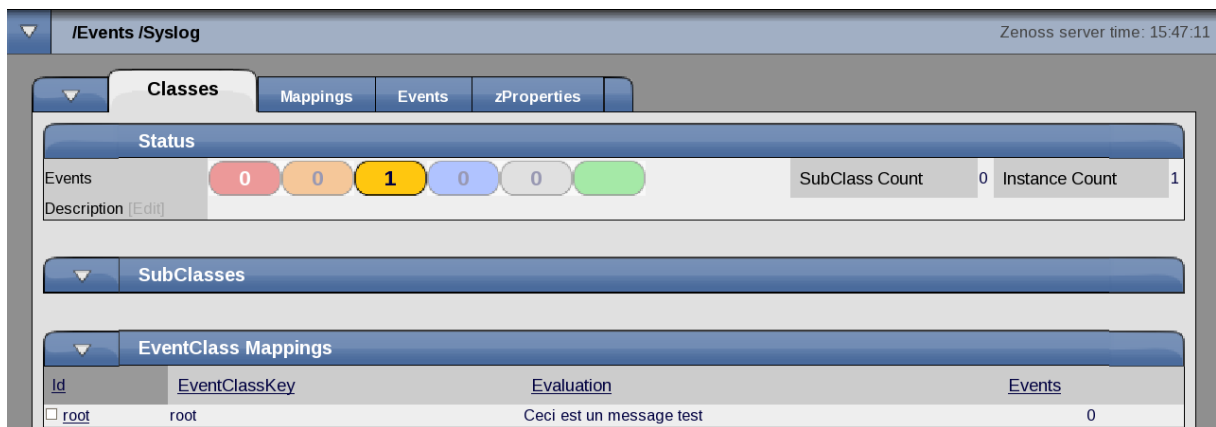 /Events /Syslog Zenoss server time: 15:47:11
Classes Mappings Events zProperties
Status
Events 0 0 1 0 0 SubClass Count 0 Instance Count 1
Description [Edit]
SubClasses
EventClass Mappings
Id EventClassKey Evaluation Events
root root Ceci est un message test 0